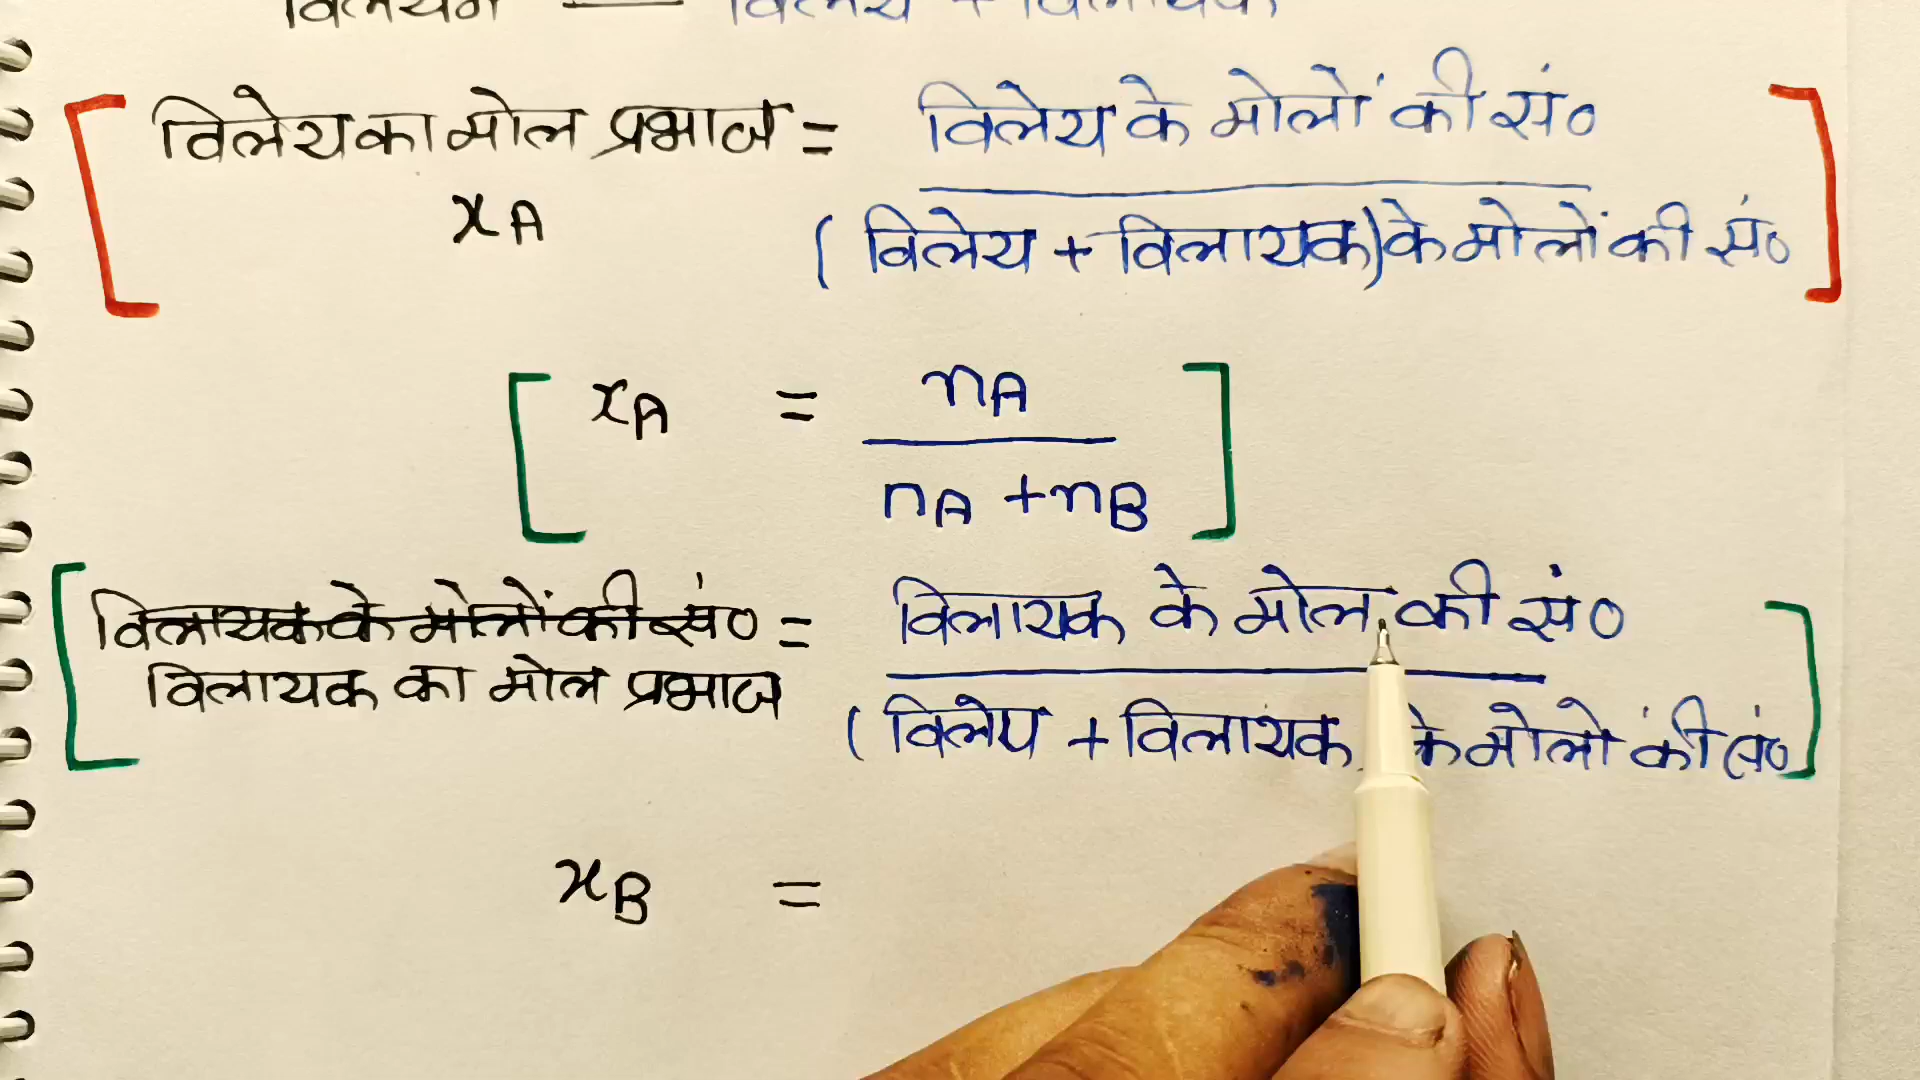 विलेय का मोल प्रभाज = विलेय के मोलों की सं०
xA (विलेय + विलायक) के मोलों की सं०
xA = nA
nA + nB
विलायक के मोलों की सं० = विलायक के मोल की सं०
विलायक का मोल प्रभाज (विलेय + विलायक के मोलों की सं०
xB =